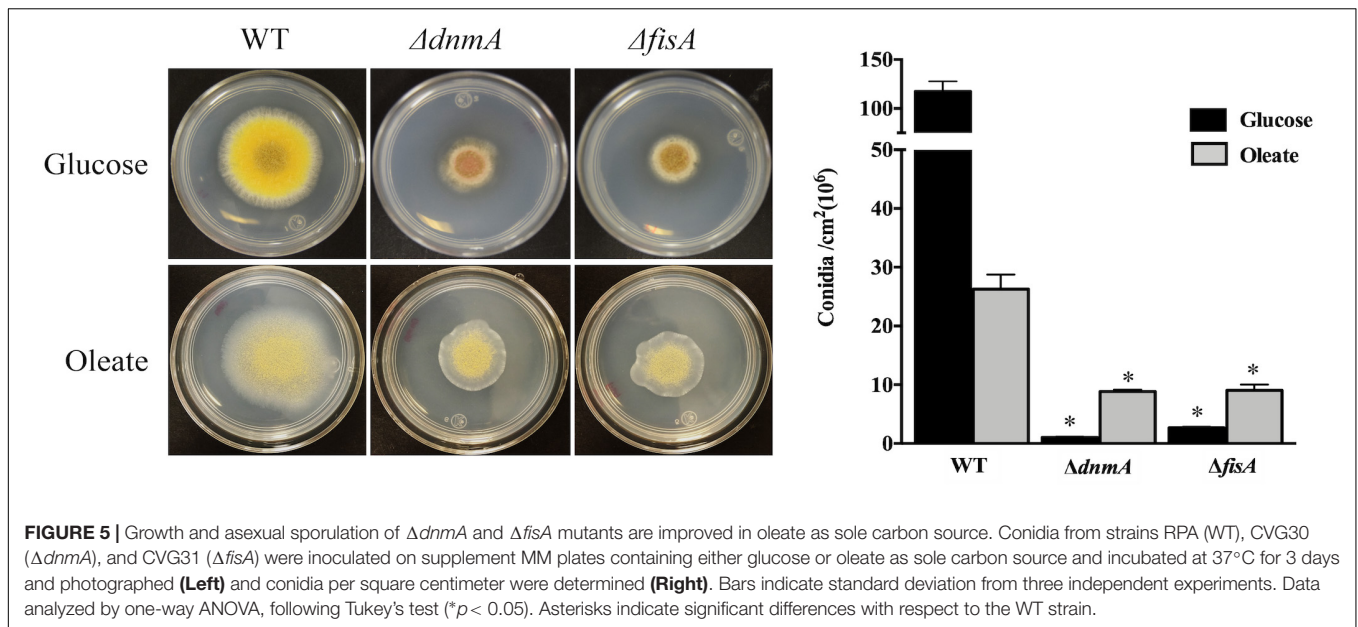 WT ΔdnmA ΔfisA
Glucose
Oleate
150
100
50
40
30
20
10
0
Conidia /cm²(10⁶)
Glucose
Oleate
* * * *
WT ΔdnmA ΔfisA
FIGURE 5 | Growth and asexual sporulation of ΔdnmA and ΔfisA mutants are improved in oleate as sole carbon source. Conidia from strains RPA (WT), CVG30
(ΔdnmA), and CVG31 (ΔfisA) were inoculated on supplement MM plates containing either glucose or oleate as sole carbon source and incubated at 37°C for 3 days
and photographed (Left) and conidia per square centimeter were determined (Right). Bars indicate standard deviation from three independent experiments. Data
analyzed by one-way ANOVA, following Tukey's test (*p< 0.05). Asterisks indicate significant differences with respect to the WT strain.